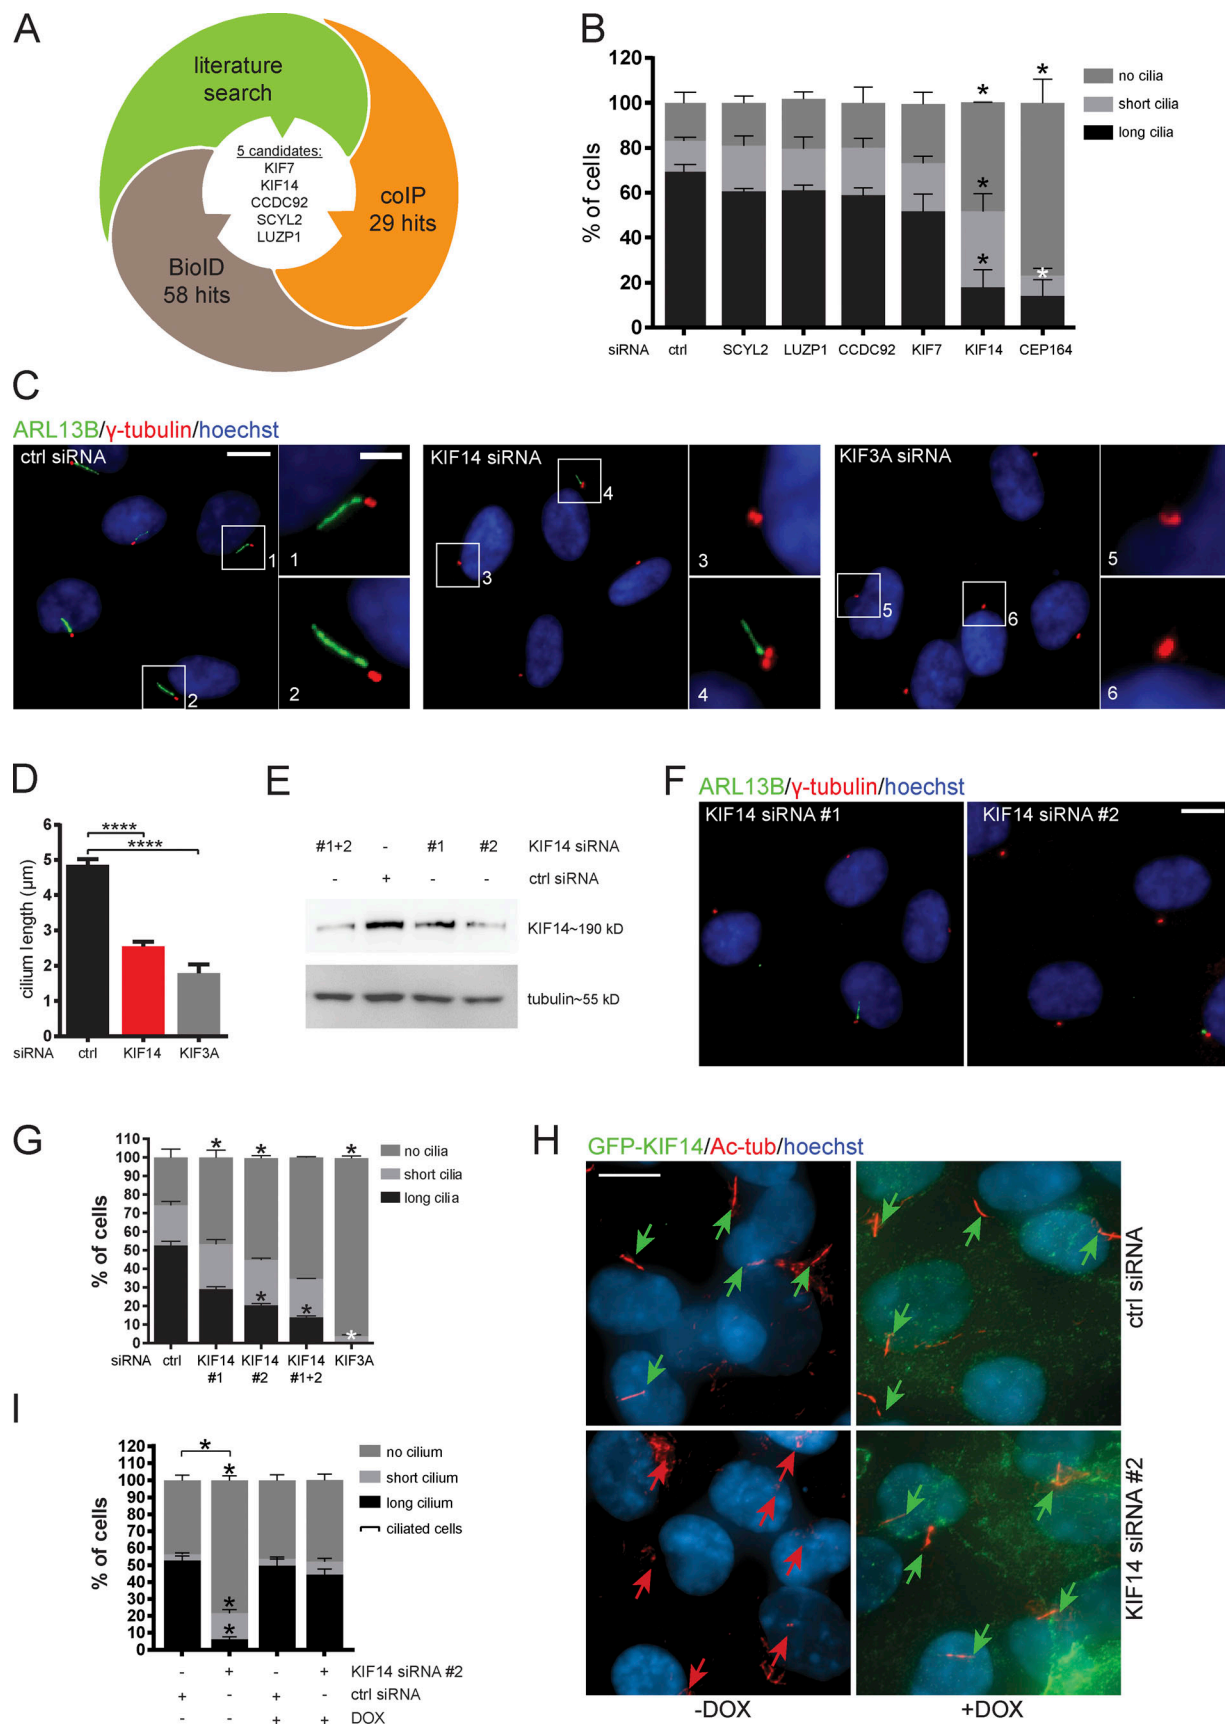 A
literature
search
5 candidates:
KIF7
KIF14
CCDC92
SCYL2
LUZP1
coIP
29 hits
BioID
58 hits
B
120
100
80
60
40
20
0
% of cells
* * * * * no cilia
short cilia
long cilia
siRNA ctrl SCYL2 LUZP1 CCDC92 KIF7 KIF14 CEP164
C
ARL13B/γ-tubulin/hoechst
ctrl siRNA
1
2
1
2
KIF14 siRNA
4
3
3
4
KIF3A siRNA
5
6
5
6
D
6
5
4
3
2
1
0
cilium length (µm)
****
****
siRNA ctrl KIF14 KIF3A
E
#1+2 - #1 #2 KIF14 siRNA
- + - - ctrl siRNA
KIF14~190 kD
tubulin~55 kD
F
ARL13B/γ-tubulin/hoechst
KIF14 siRNA #1
KIF14 siRNA #2
G
110
100
90
80
70
60
50
40
30
20
10
0
% of cells
* * * * * *
no cilia
short cilia
long cilia
siRNA ctrl KIF14 KIF14 KIF14 KIF3A
#1 #2 #1+2
H
GFP-KIF14/Ac-tub/hoechst
ctrl siRNA
KIF14 siRNA #2
-DOX +DOX
I
120
110
100
90
80
70
60
50
40
30
20
10
0
% of cells
*
*
*
*
no cilium
short cilium
long cilium
ciliated cells
- + - + KIF14 siRNA #2
+ - + - ctrl siRNA
- - + + DOX